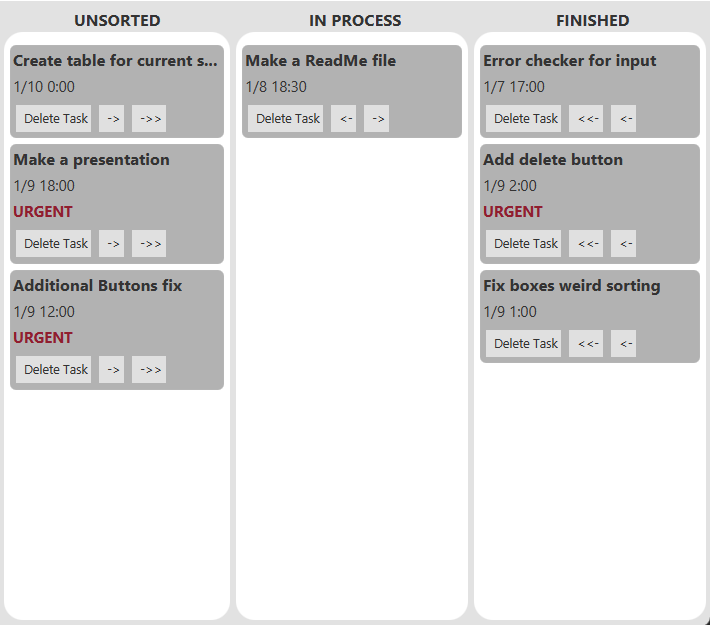 UNSORTED
Create table for current s...
1/10 0:00
Delete Task -> ->>
Make a presentation
1/9 18:00
URGENT
Delete Task -> ->>
Additional Buttons fix
1/9 12:00
URGENT
Delete Task -> ->>
IN PROCESS
Make a ReadMe file
1/8 18:30
Delete Task <- ->
FINISHED
Error checker for input
1/7 17:00
Delete Task <<- <-
Add delete button
1/9 2:00
URGENT
Delete Task <<- <-
Fix boxes weird sorting
1/9 1:00
Delete Task <<- <-